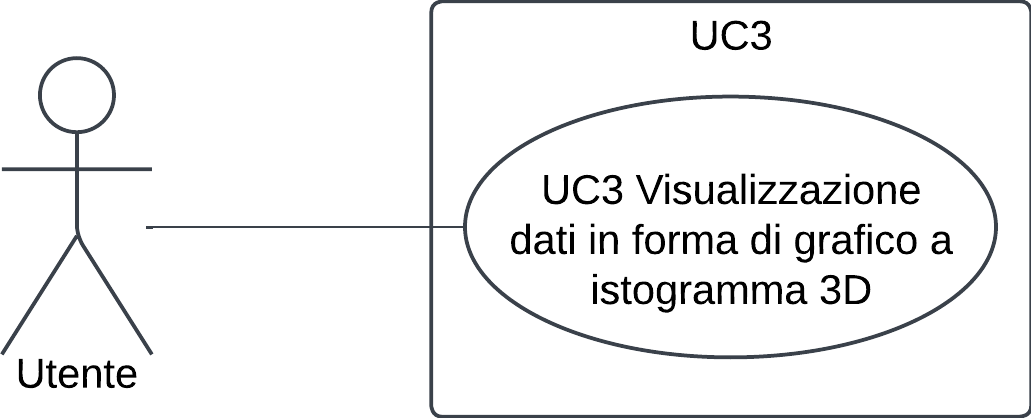 UC3
UC3 Visualizzazione
dati in forma di grafico a
istogramma 3D
Utente